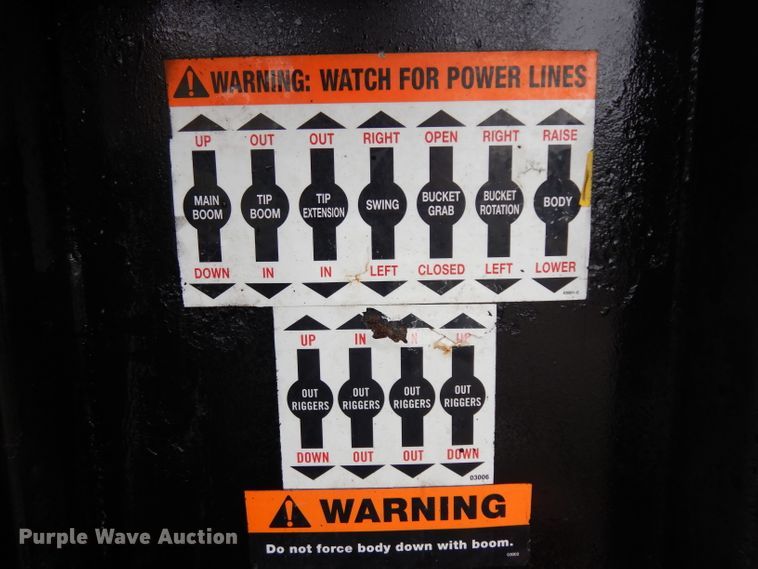 WARNING: WATCH FOR POWER LINES
UP OUT OUT RIGHT OPEN RIGHT RAISE
MAIN BOOM TIP BOOM TIP EXTENSION SWING BUCKET GRAB BUCKET ROTATION BODY
DOWN IN IN LEFT CLOSED LEFT LOWER
UP IN N UP
OUT RIGGERS OUT RIGGERS OUT RIGGERS OUT RIGGERS
DOWN OUT OUT DOWN
03006
WARNING
Do not force body down with boom.
Purple Wave Auction